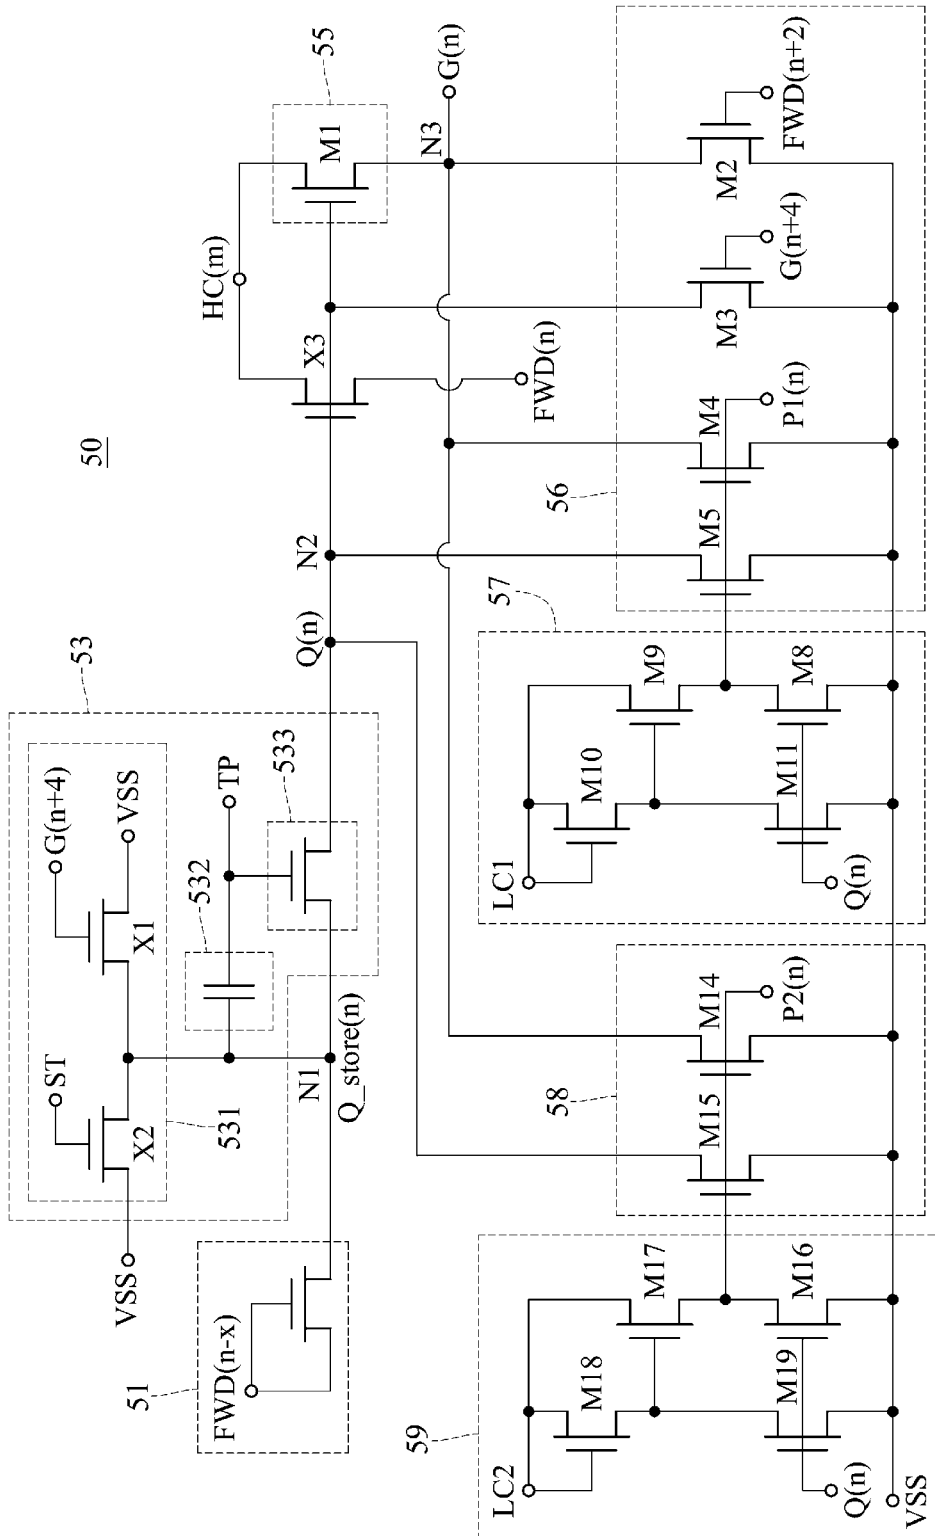 50
53
G(n+4)
VSS
X1
ST
X2
531
VSS
532
TP
533
51
FWD(n-x)
N1
Q_store(n)
Q(n)
N2
X3
HC(m)
FWD(n)
55
M1
N3
G(n)
59
LC2
M18
M17
M19
M16
Q(n)
VSS
58
M15
M14
P2(n)
57
LC1
M10
M9
M11
M8
Q(n)
56
M5
M4
P1(n)
M3
G(n+4)
M2
FWD(n+2)